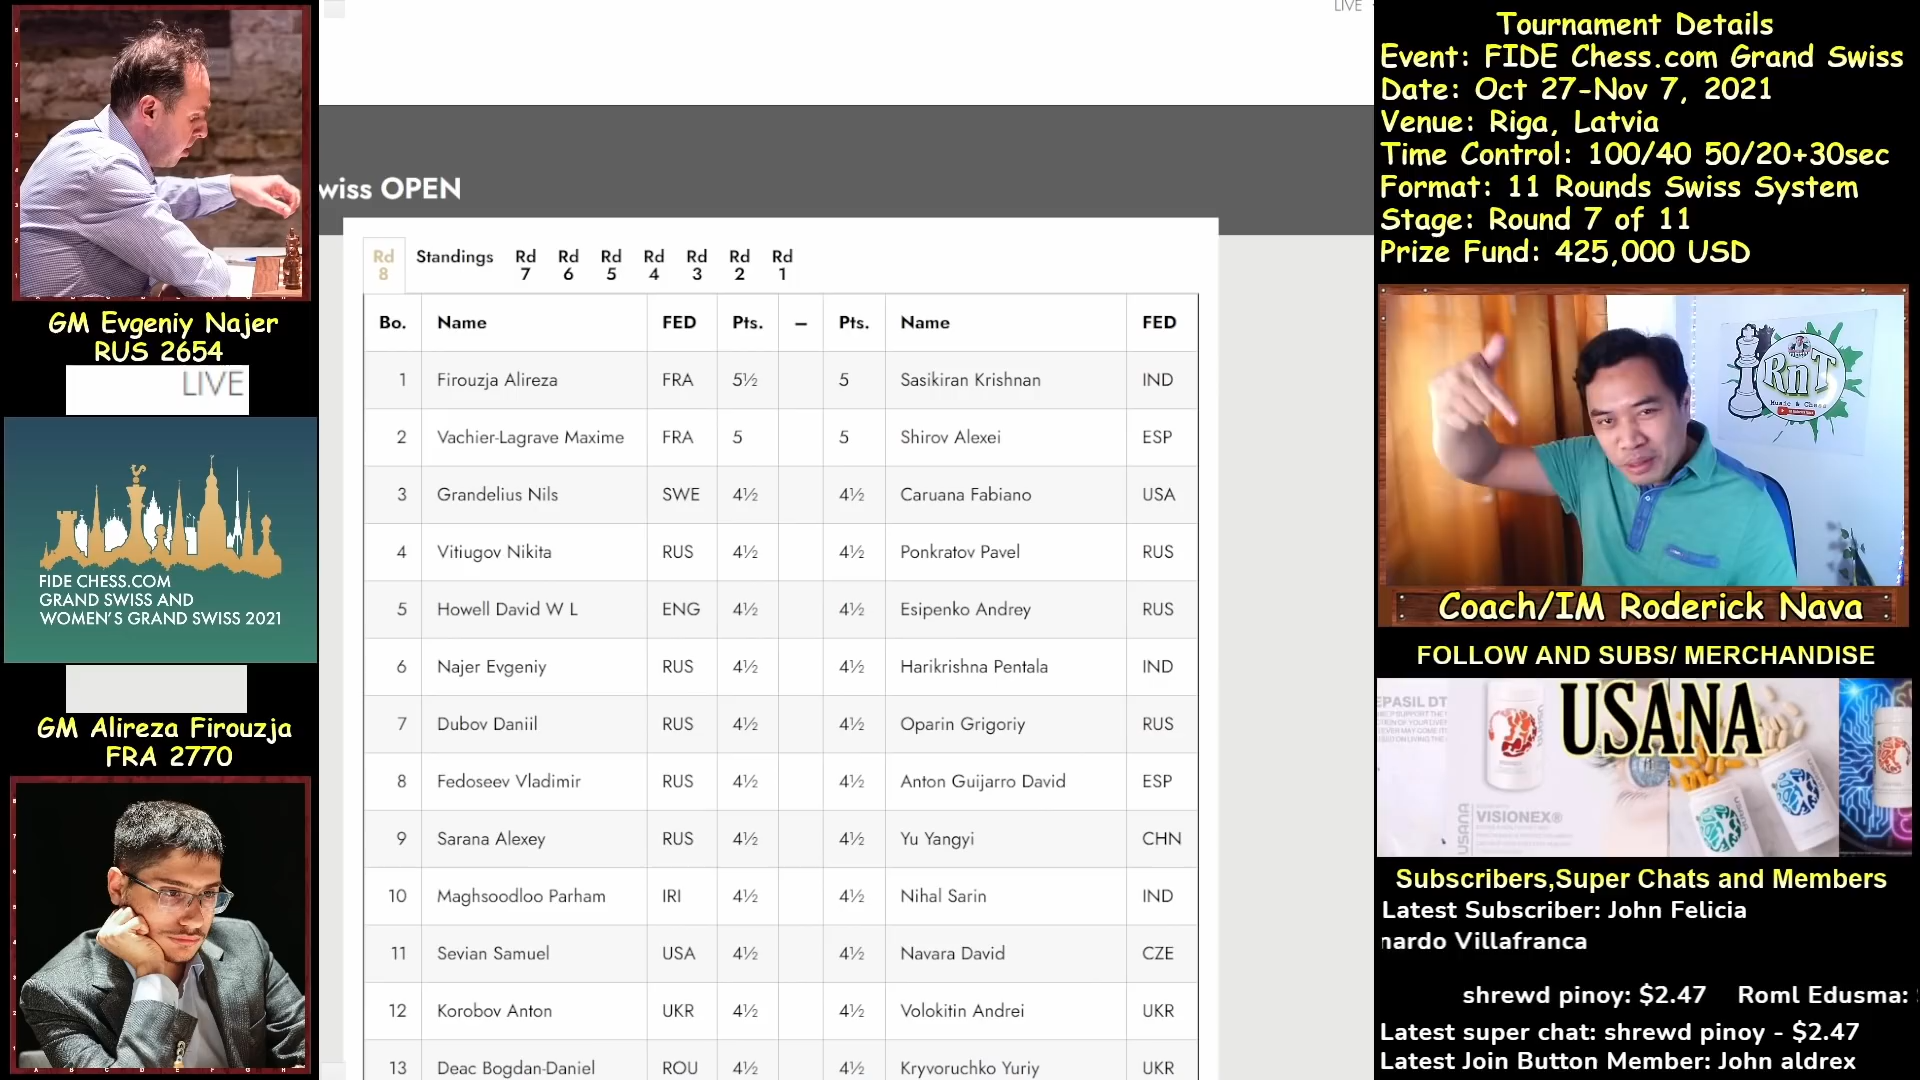 GM Evgeniy Najer
RUS 2654
LIVE
FIDE CHESS.COM
GRAND SWISS AND
WOMEN'S GRAND SWISS 2021
GM Alireza Firouzja
FRA 2770
LIVE
wiss OPEN
Rd 8 Standings Rd 7 Rd 6 Rd 5 Rd 4 Rd 3 Rd 2 Rd 1
Bo. Name FED Pts. – Pts. Name FED
1 Firouzja Alireza FRA 5½ 5 Sasikiran Krishnan IND
2 Vachier-Lagrave Maxime FRA 5 5 Shirov Alexei ESP
3 Grandelius Nils SWE 4½ 4½ Caruana Fabiano USA
4 Vitiugov Nikita RUS 4½ 4½ Ponkratov Pavel RUS
5 Howell David W L ENG 4½ 4½ Esipenko Andrey RUS
6 Najer Evgeniy RUS 4½ 4½ Harikrishna Pentala IND
7 Dubov Daniil RUS 4½ 4½ Oparin Grigoriy RUS
8 Fedoseev Vladimir RUS 4½ 4½ Anton Guijarro David ESP
9 Sarana Alexey RUS 4½ 4½ Yu Yangyi CHN
10 Maghsoodloo Parham IRI 4½ 4½ Nihal Sarin IND
11 Sevian Samuel USA 4½ 4½ Navara David CZE
12 Korobov Anton UKR 4½ 4½ Volokitin Andrei UKR
13 Deac Bogdan-Daniel ROU 4½ 4½ Kryvoruchko Yuriy UKR
Tournament Details
Event: FIDE Chess.com Grand Swiss
Date: Oct 27-Nov 7, 2021
Venue: Riga, Latvia
Time Control: 100/40 50/20+30sec
Format: 11 Rounds Swiss System
Stage: Round 7 of 11
Prize Fund: 425,000 USD
RnT
Music & Chess
Coach/IM Roderick Nava
FOLLOW AND SUBS/ MERCHANDISE
EPASIL DT
USANA
USANA
VISIONEX®
Subscribers,Super Chats and Members
Latest Subscriber: John Felicia
nardo Villafranca
shrewd pinoy: $2.47 Roml Edusma:
Latest super chat: shrewd pinoy - $2.47
Latest Join Button Member: John aldrex